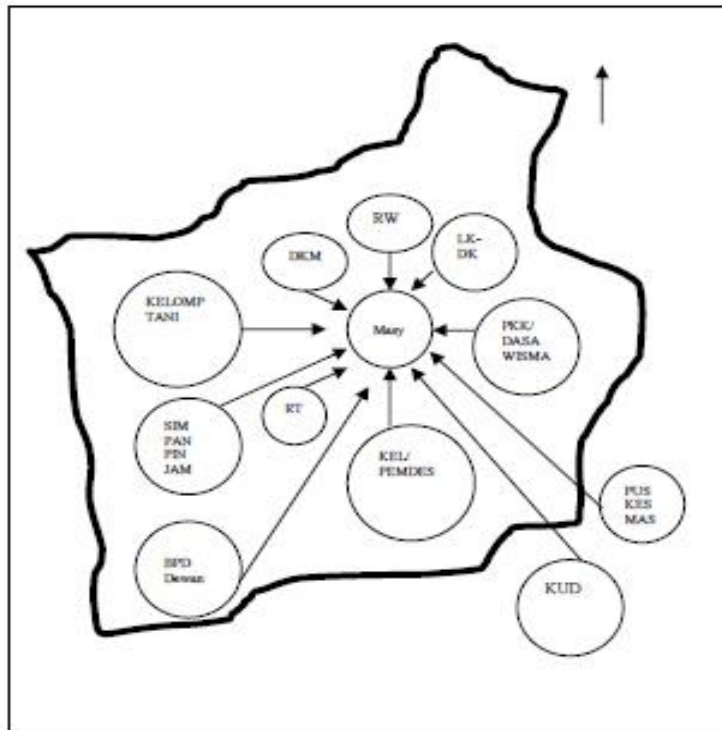 RW
LK-
DK
DKM
KELOMP
TANI
Masy
PKK/
DASA
WISMA
RT
SIM
PAN
PIN
JAM
KEL/
PEMDES
PUS
KES
MAS
BPD
Dewan
KUD